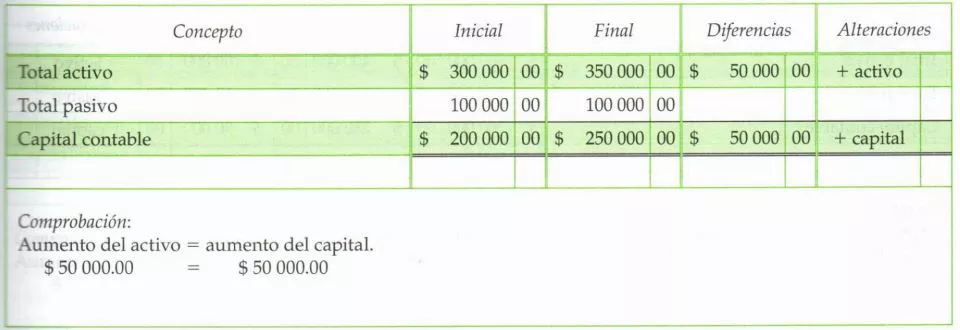 Concepto Inicial Final Diferencias Alteraciones
Total activo $ 300 000 00 $ 350 000 00 $ 50 000 00 + activo
Total pasivo 100 000 00 100 000 00
Capital contable $ 200 000 00 $ 250 000 00 $ 50 000 00 + capital
Comprobación:
Aumento del activo = aumento del capital.
$ 50 000.00 = $ 50 000.00